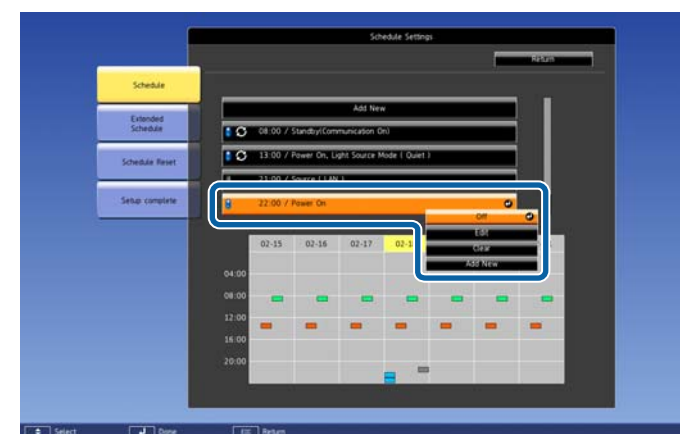 Schedule Settings
Return
Schedule
Extended
Schedule
Schedule Reset
Setup complete
Add New
08:00 / Standby(Communication On)
13:00 / Power On, Light Source Mode ( Quiet )
21:00 / Source ( LAN )
22:00 / Power On
Off
Edit
Clear
Add New
02-15 02-16 02-17 02-1
04:00
08:00
12:00
16:00
20:00
Select Done Esc Return